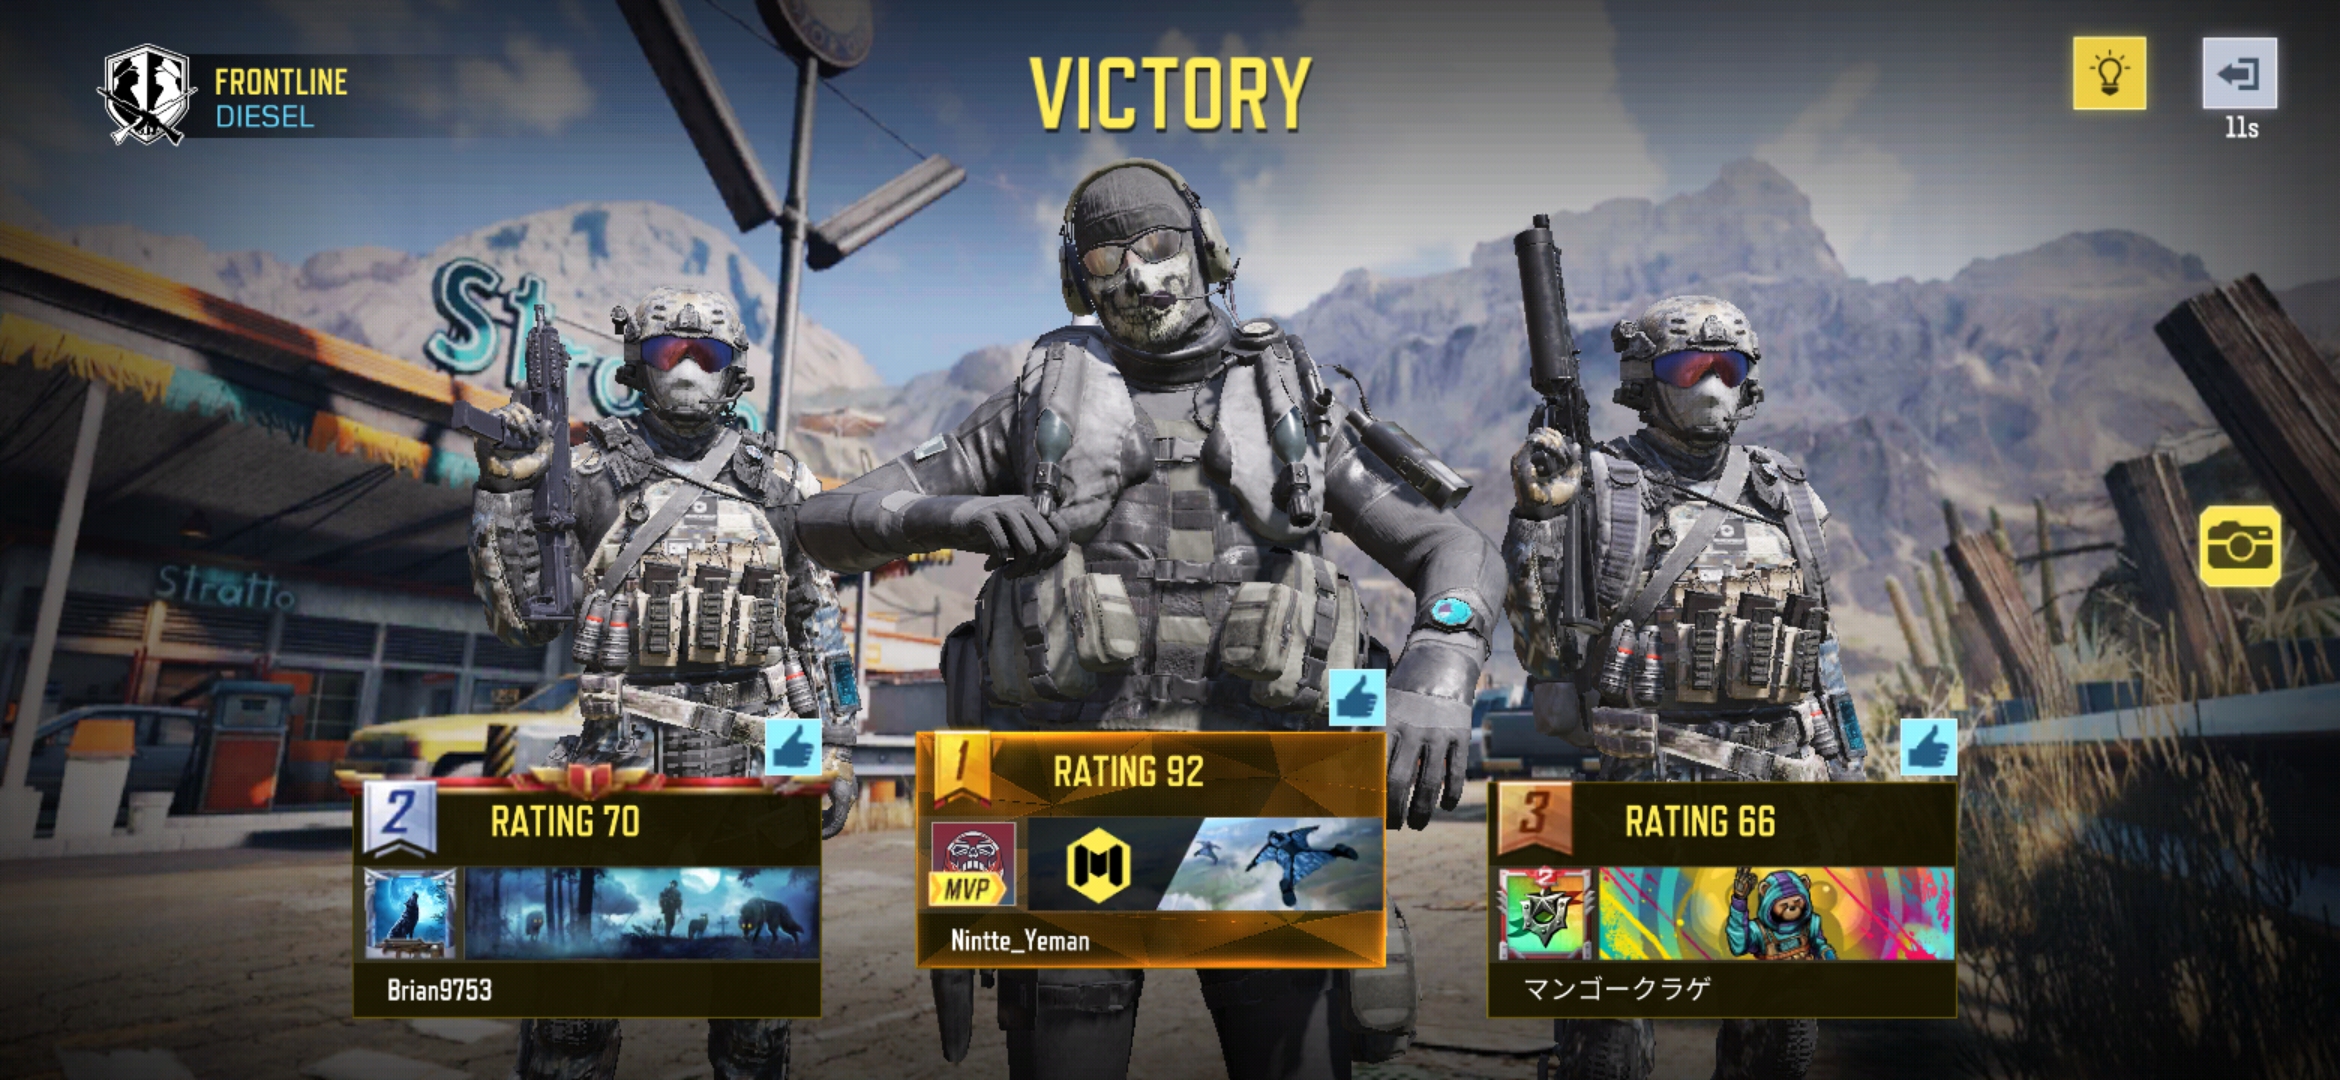 FRONTLINE
DIESEL
VICTORY
11s
Stratto
2
RATING 70
Brian9753
1
RATING 92
MVP
Nintte_Yeman
3
RATING 66
2
マンゴークラゲ